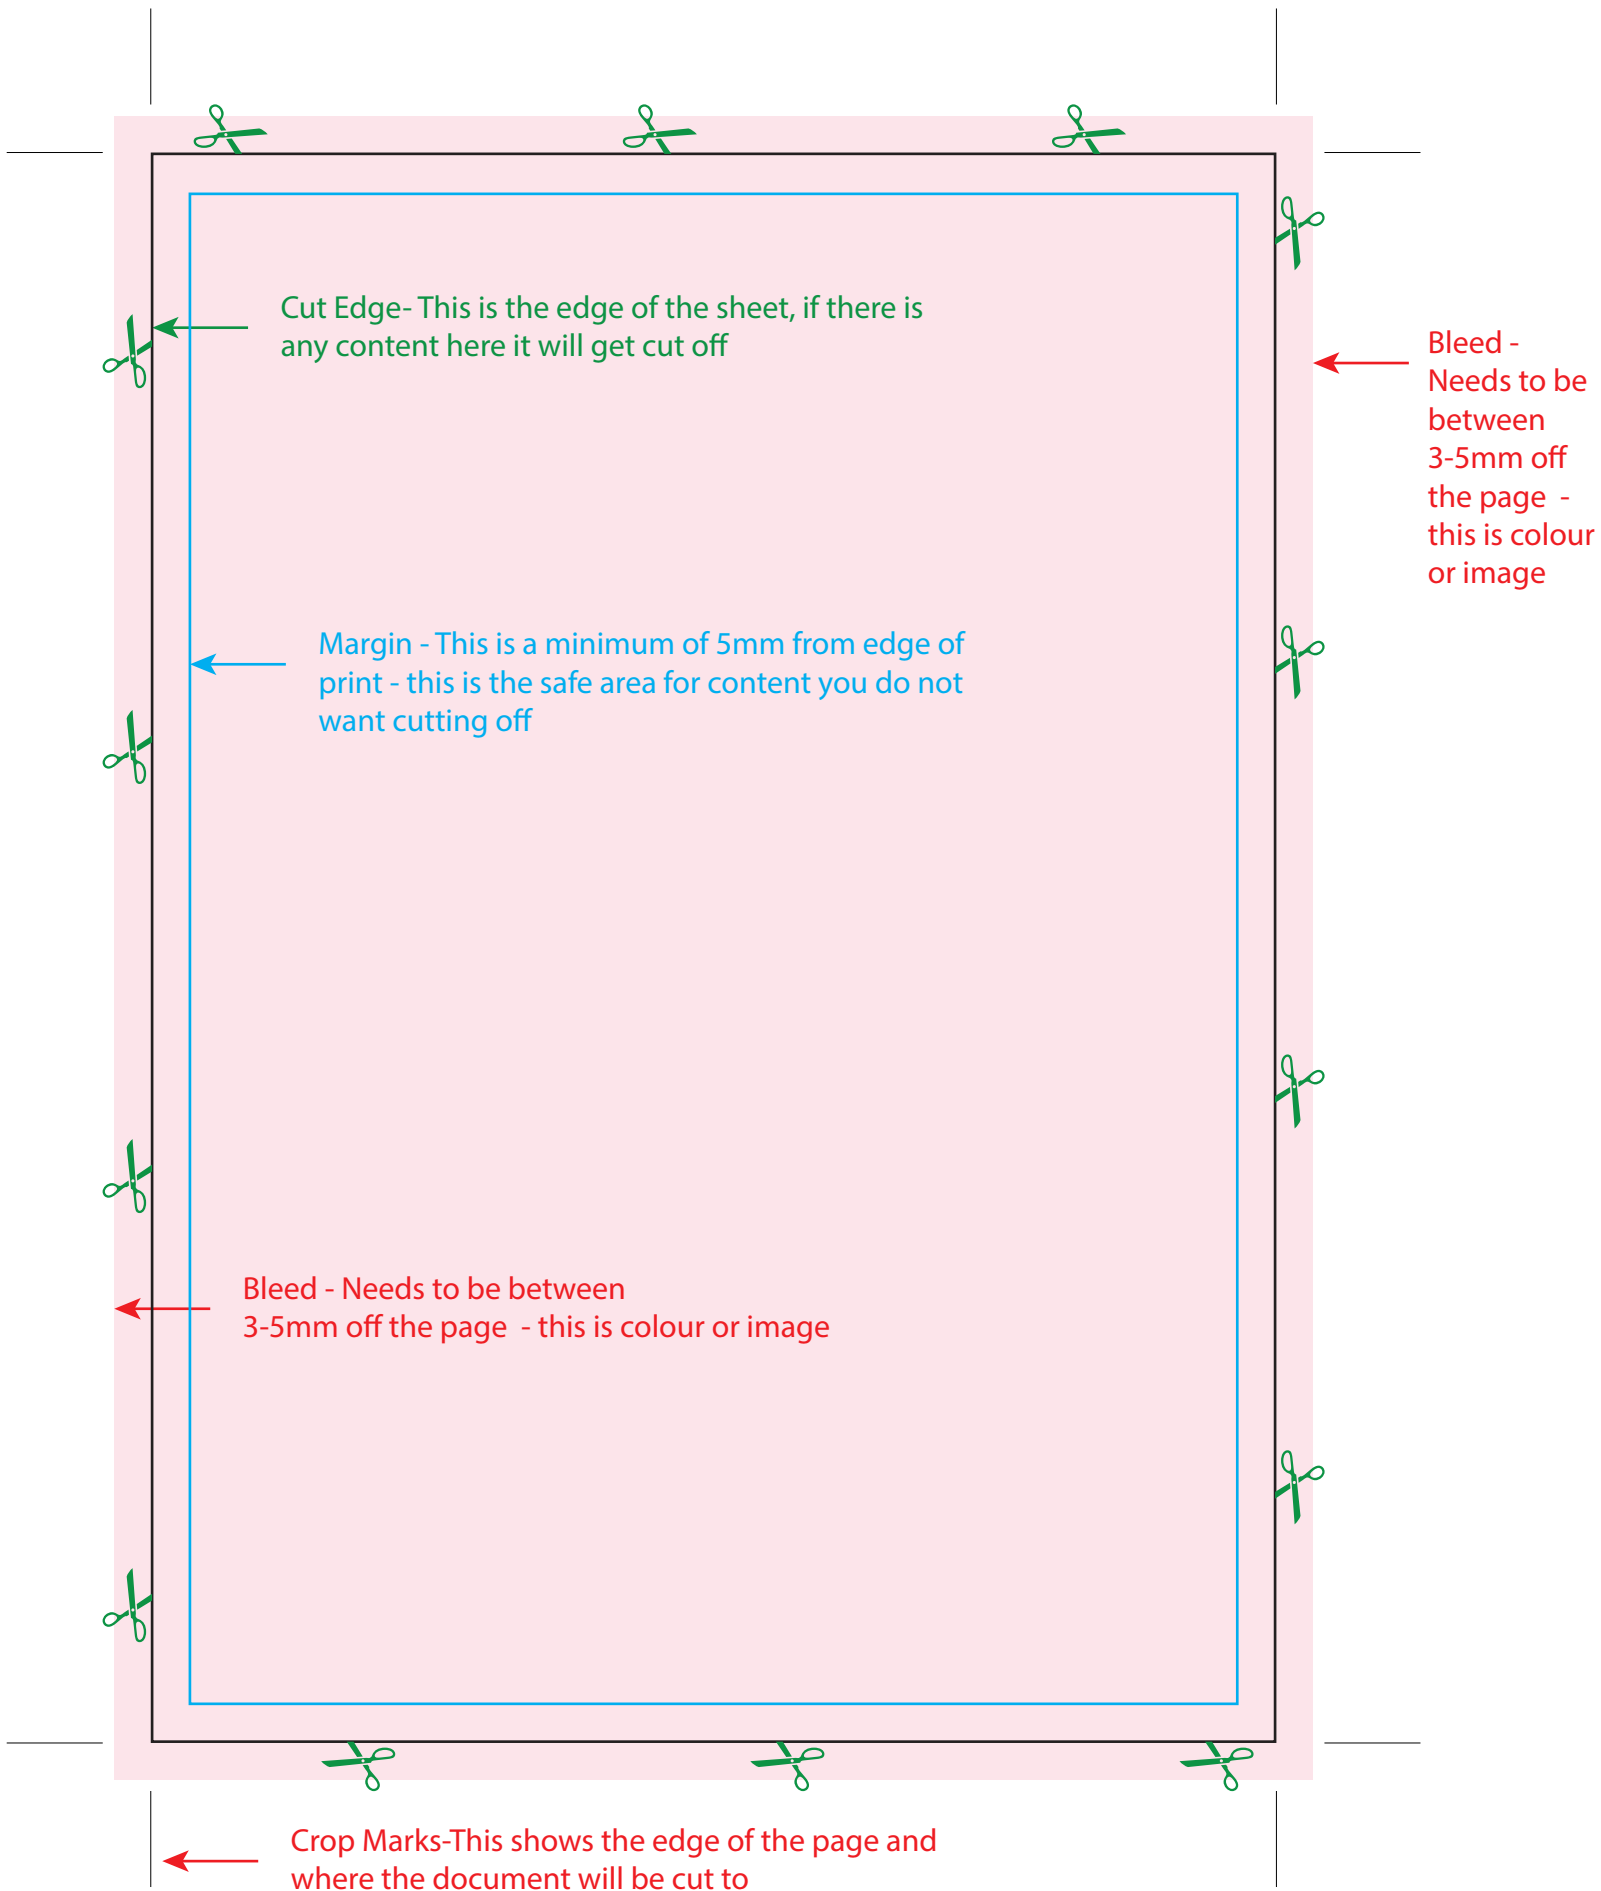 Cut Edge- This is the edge of the sheet, if there is
any content here it will get cut off
Bleed -
Needs to be
between
3-5mm off
the page  -
this is colour
or image
Margin - This is a minimum of 5mm from edge of
print - this is the safe area for content you do not
want cutting off
Bleed - Needs to be between
3-5mm off the page  - this is colour or image
Crop Marks-This shows the edge of the page and
where the document will be cut to